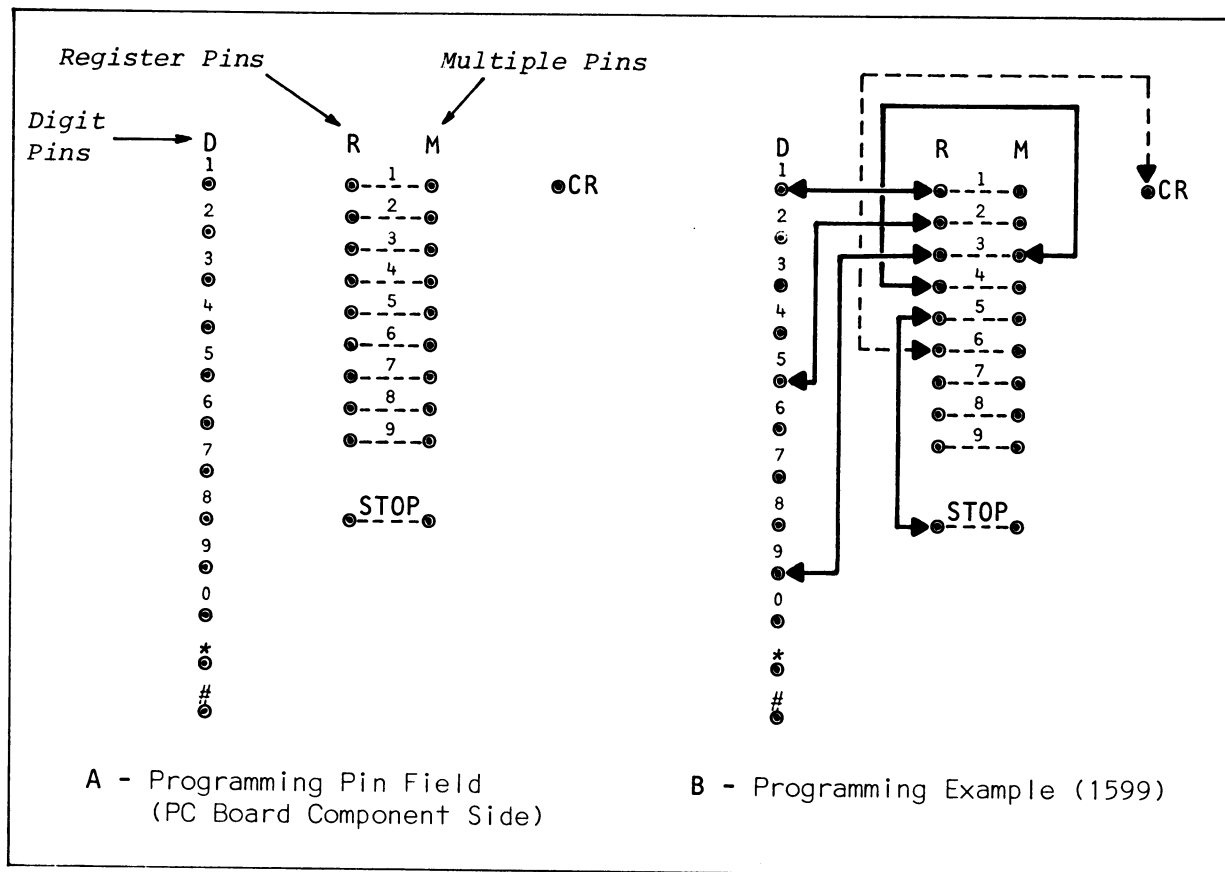 Register Pins
Multiple Pins
Digit
Pins
D
R
M
1
2
3
4
5
6
7
8
9
0
*
#
1
2
3
4
5
6
7
8
9
STOP
CR
A - Programming Pin Field
(PC Board Component Side)
D
R
M
1
2
3
4
5
6
7
8
9
0
*
#
1
2
3
4
5
6
7
8
9
STOP
CR
B - Programming Example (1599)